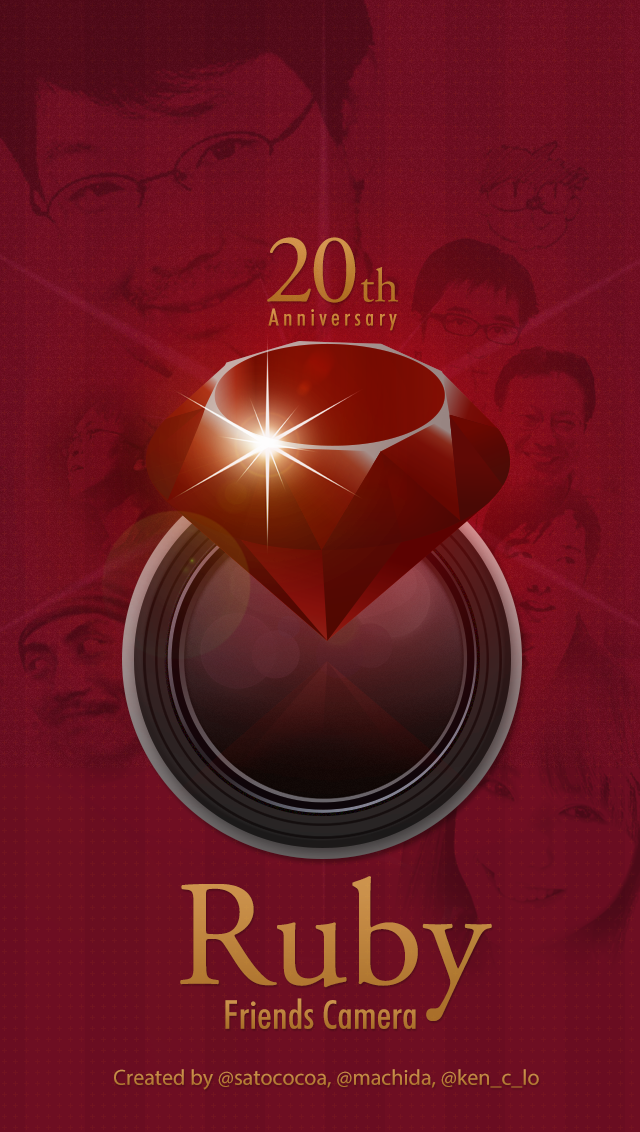 20th
Anniversary
Ruby
Friends Camera
Created by @satococoa, @machida, @ken_c_lo